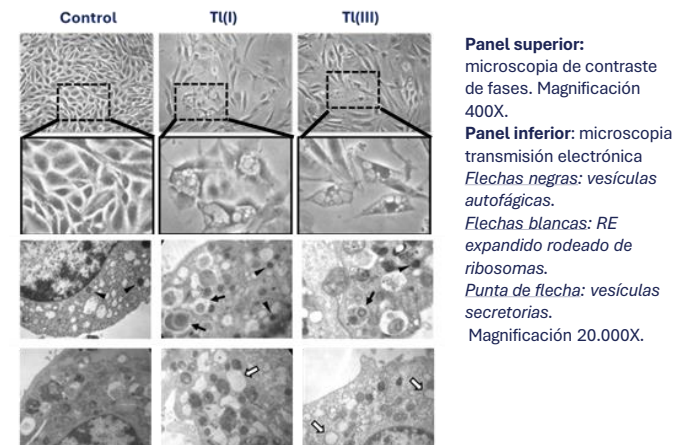 Control
Tl(I)
Tl(III)
Panel superior:
microscopia de contraste
de fases. Magnificación
400X.
Panel inferior: microscopia
transmisión electrónica
Flechas negras: vesículas
autofágicas.
Flechas blancas: RE
expandido rodeado de
ribosomas.
Punta de flecha: vesículas
secretorias.
Magnificación 20.000X.